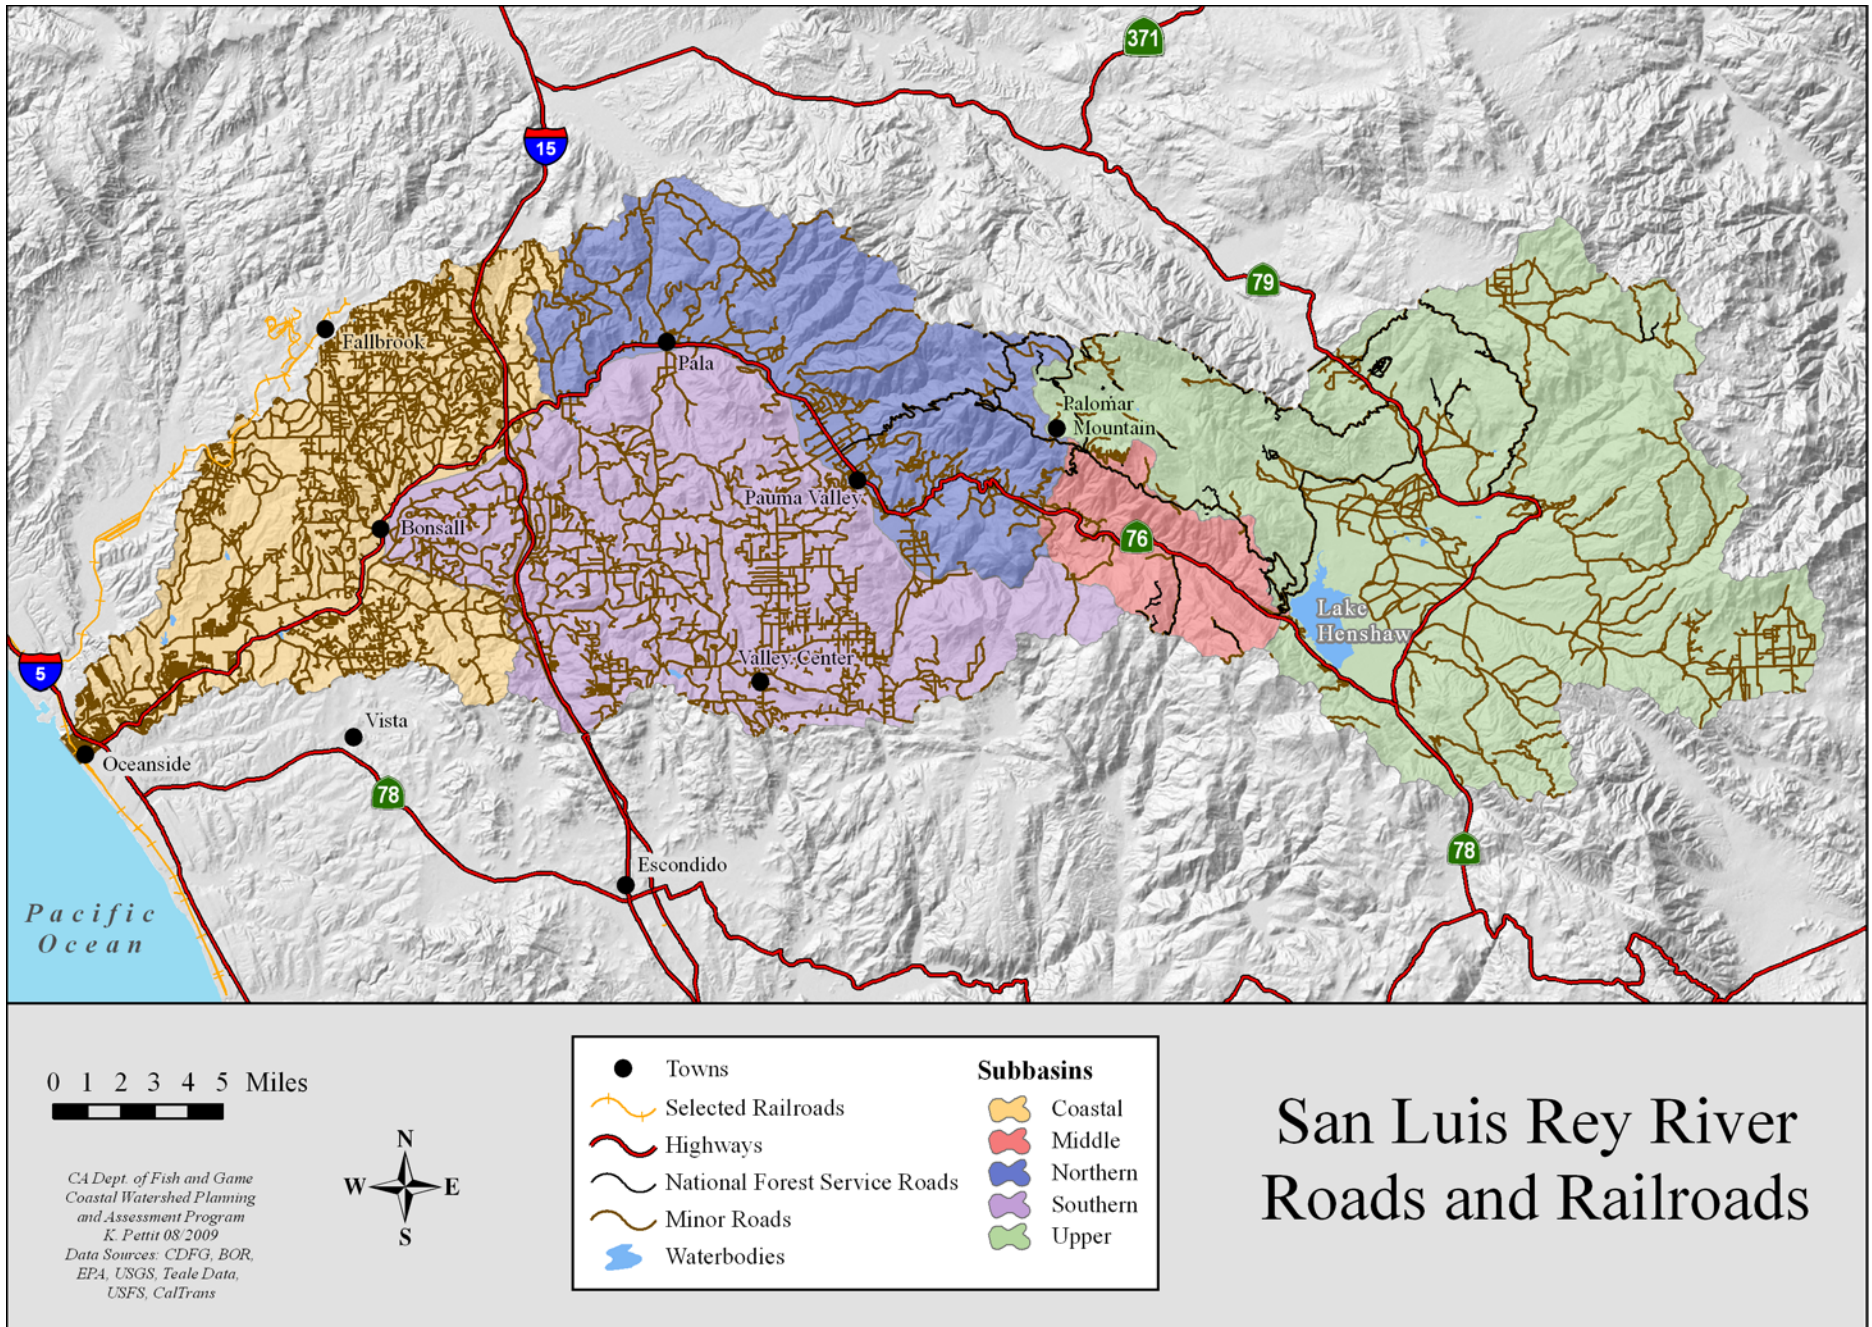 371
15
79
Fallbrook
Pala
Palomar
Mountain
Pauma Valley
Bonsall
76
Lake
Henshaw
Valley Center
5
Vista
Oceanside
78
78
Escondido
Pacific
Ocean
0 1 2 3 4 5 Miles
N
W E
S
CA Dept. of Fish and Game
Coastal Watershed Planning
and Assessment Program
K. Pettit 08/2009
Data Sources: CDFG, BOR,
EPA, USGS, Teale Data,
USFS, CalTrans
Towns
Selected Railroads
Highways
National Forest Service Roads
Minor Roads
Waterbodies
Subbasins
Coastal
Middle
Northern
Southern
Upper
San Luis Rey River
Roads and Railroads